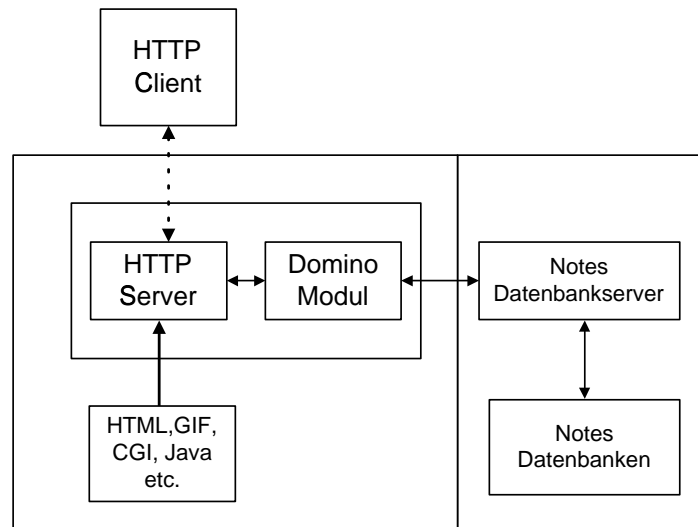 HTTP
Client
HTTP
Server
Domino
Modul
Notes
Datenbankserver
HTML,GIF,
CGI, Java
etc.
Notes
Datenbanken